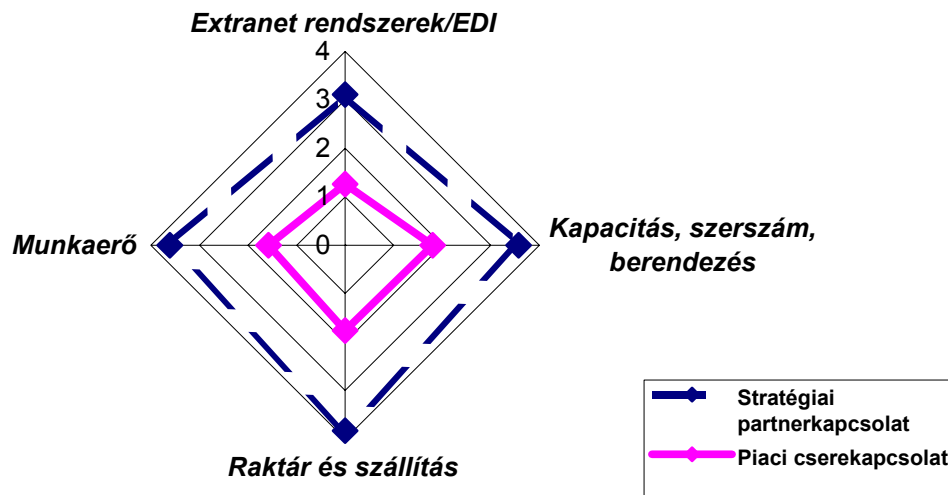 Extranet rendszerek/EDI
4
3
2
1
0
Munkaerő
Kapacitás, szerszám,
berendezés
Raktár és szállítás
Stratégiai
partnerkapcsolat
Piaci cserekapcsolat